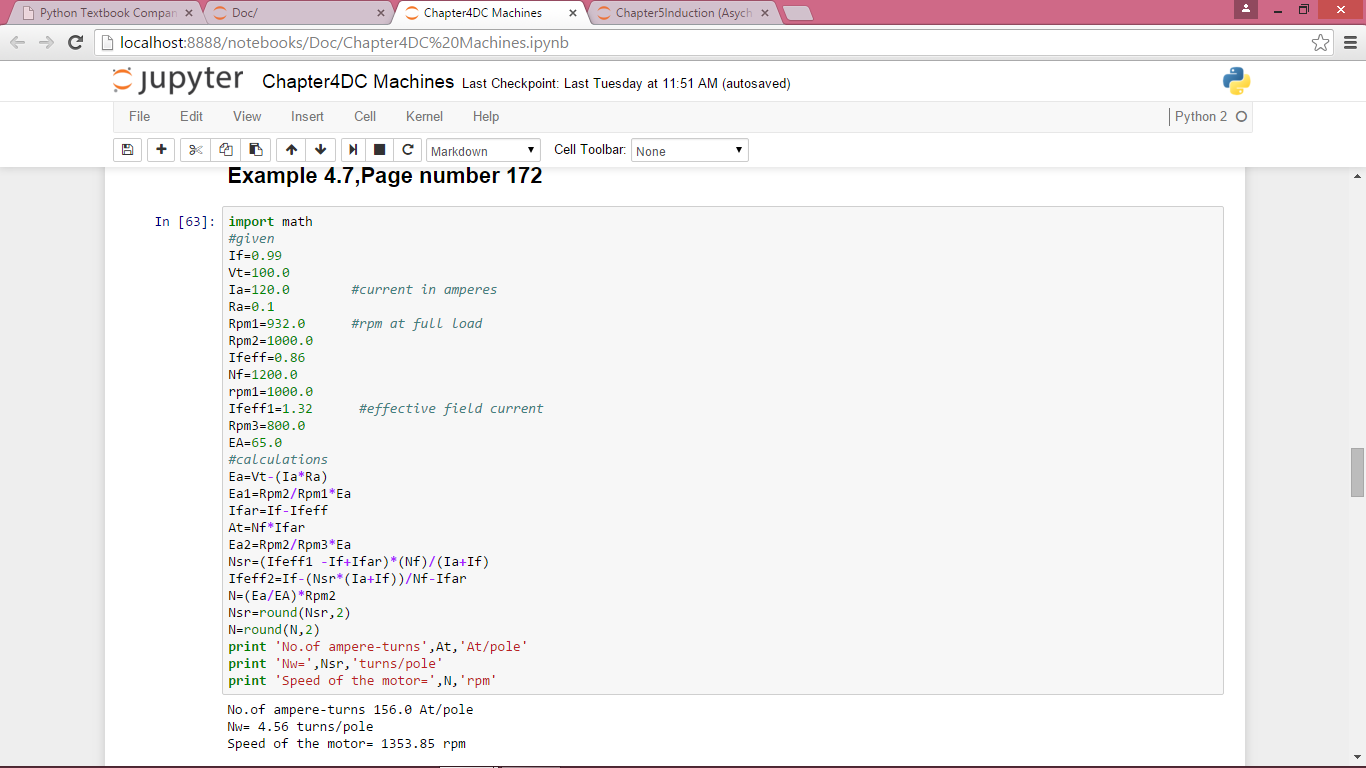 Python Textbook Compan
Doc/
Chapter4DC Machines
Chapter5Induction (Asych
localhost:8888/notebooks/Doc/Chapter4DC%20Machines.ipynb
jupyter Chapter4DC Machines Last Checkpoint: Last Tuesday at 11:51 AM (autosaved)
File Edit View Insert Cell Kernel Help Python 2
Markdown Cell Toolbar: None
Example 4.7,Page number 172
In [63]: import math
#given
If=0.99
Vt=100.0
Ia=120.0 #current in amperes
Ra=0.1
Rpm1=932.0 #rpm at full load
Rpm2=1000.0
Ifeff=0.86
Nf=1200.0
rpm1=1000.0
Ifeff1=1.32 #effective field current
Rpm3=800.0
EA=65.0
#calculations
Ea=Vt-(Ia*Ra)
Ea1=Rpm2/Rpm1*Ea
Ifar=If-Ifeff
At=Nf*Ifar
Ea2=Rpm2/Rpm3*Ea
Nsr=(Ifeff1 -If+Ifar)*(Nf)/(Ia+If)
Ifeff2=If-(Nsr*(Ia+If))/Nf-Ifar
N=(Ea/EA)*Rpm2
Nsr=round(Nsr,2)
N=round(N,2)
print 'No.of ampere-turns',At,'At/pole'
print 'Nw=',Nsr,'turns/pole'
print 'Speed of the motor=',N,'rpm'
No.of ampere-turns 156.0 At/pole
Nw= 4.56 turns/pole
Speed of the motor= 1353.85 rpm